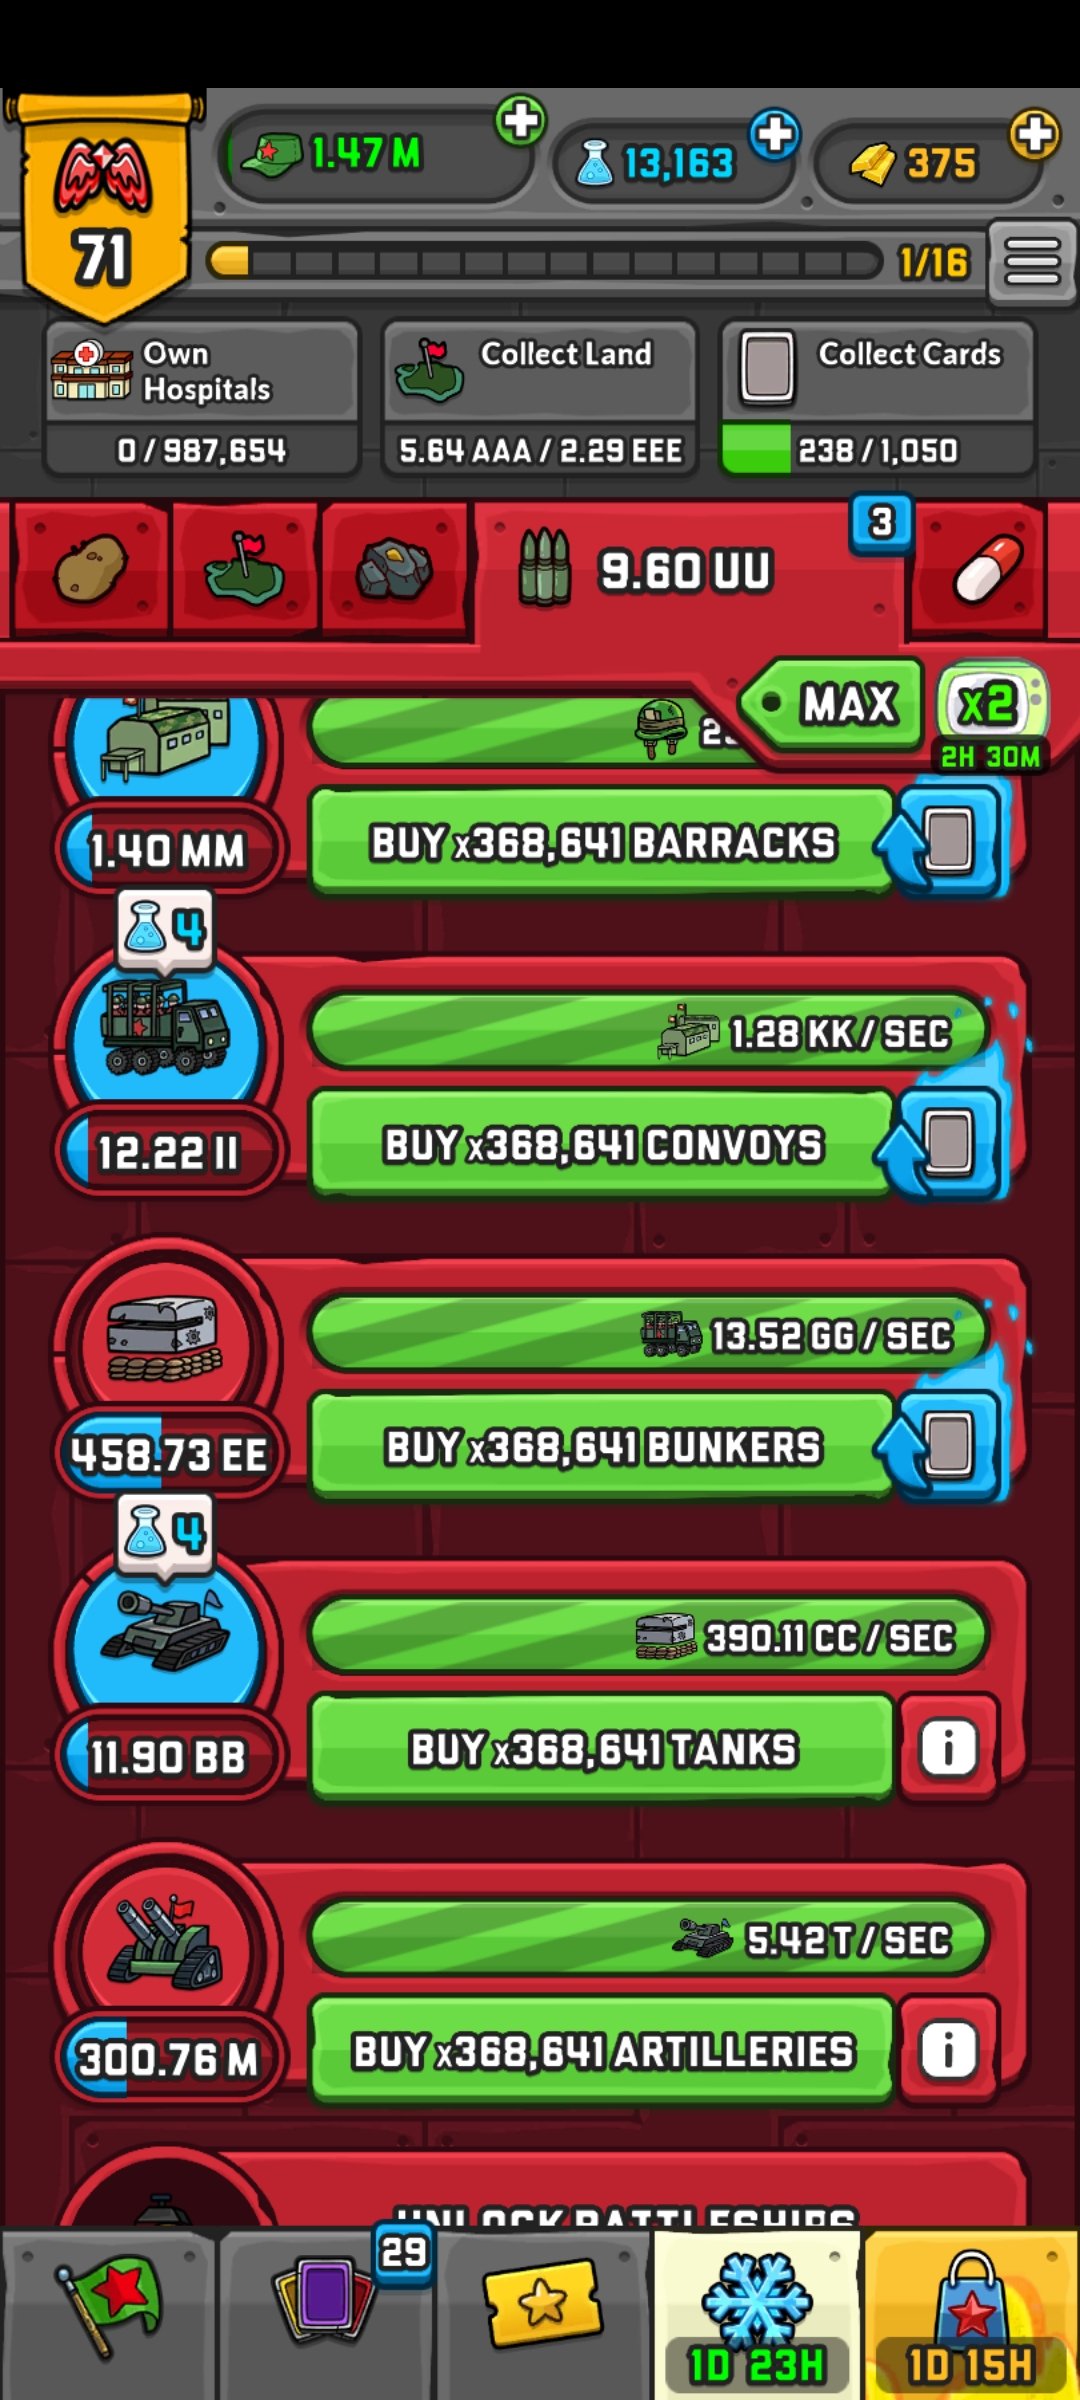 1.47 M
13,163
375
71
1/16
Own
Hospitals
0 / 987,654
Collect Land
5.64 AAA / 2.29 EEE
Collect Cards
238 / 1,050
9.60 UU
3
MAX
x2
2H 30M
1.40 MM
BUY x368,641 BARRACKS
4
1.28 KK / SEC
12.22 II
BUY x368,641 CONVOYS
13.52 GG / SEC
458.73 EE
BUY x368,641 BUNKERS
4
390.11 CC / SEC
11.90 BB
BUY x368,641 TANKS
i
5.42 T / SEC
300.76 M
BUY x368,641 ARTILLERIES
i
UNLOCK BATTLESHIPS
29
1D 23H
1D 15H